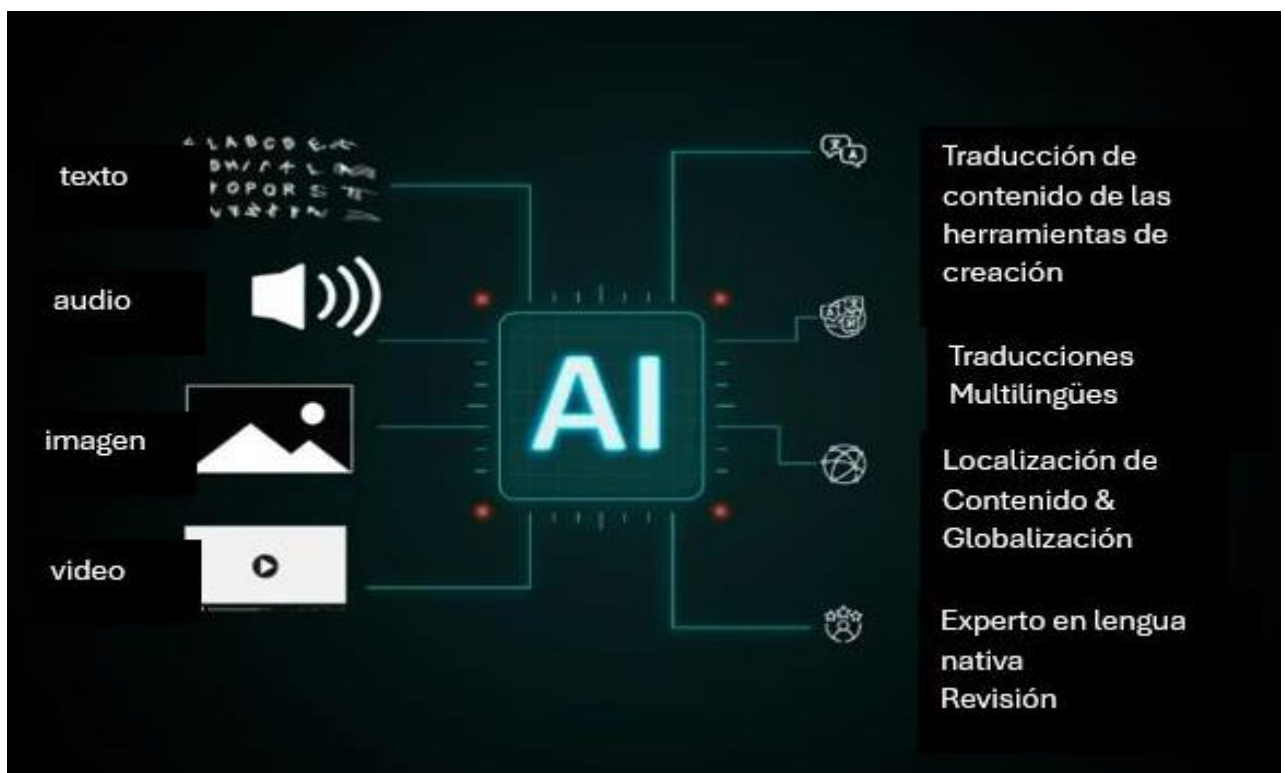 texto
audio
imagen
video
AI
Traducción de
contenido de las
herramientas de
creación
Traducciones
Multilingües
Localización de
Contenido &
Globalización
Experto en lengua
nativa
Revisión